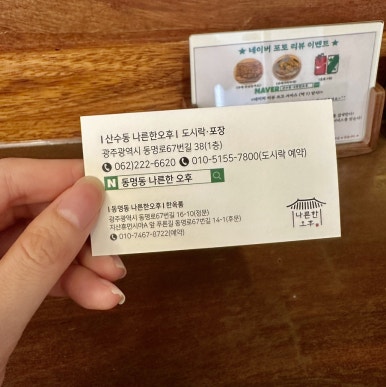 ★ 네이버 포토 리뷰 이벤트 ★
NAVER
I 산수동 나른한오후 I 도시락·포장
광주광역시 동명로67번길 38(1층)
062)222-6620 010-5155-7800(도시락 예약)
N 동명동 나른한 오후
I 동명동 나른한오후 I 한옥룸
광주광역시 동명로67번길 16-10(정문)
지산휴먼시아A 앞 푸른길 동명로67번길 14-1(후문)
010-7467-8722(예약)
나른한
오후